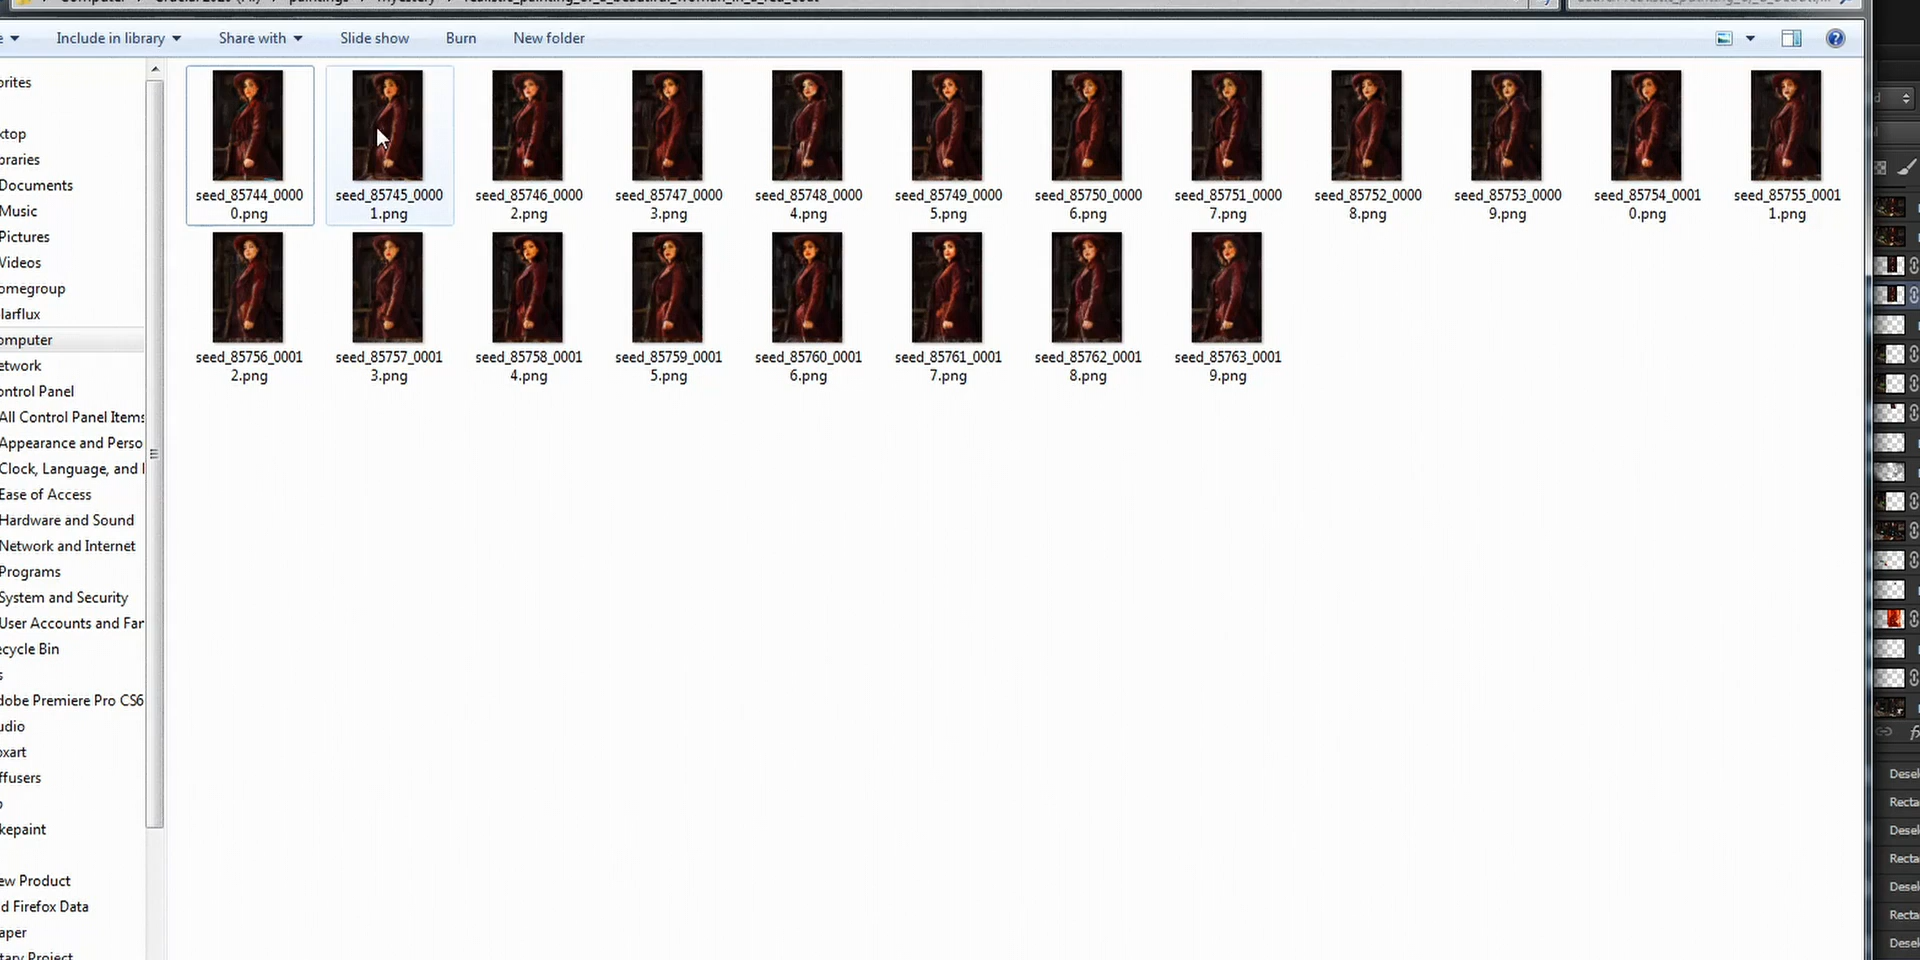 Include in library
Share with
Slide show
Burn
New folder
seed_85744_0000
0.png
seed_85745_0000
1.png
seed_85746_0000
2.png
seed_85747_0000
3.png
seed_85748_0000
4.png
seed_85749_0000
5.png
seed_85750_0000
6.png
seed_85751_0000
7.png
seed_85752_0000
8.png
seed_85753_0000
9.png
seed_85754_0001
0.png
seed_85755_0001
1.png
seed_85756_0001
2.png
seed_85757_0001
3.png
seed_85758_0001
4.png
seed_85759_0001
5.png
seed_85760_0001
6.png
seed_85761_0001
7.png
seed_85762_0001
8.png
seed_85763_0001
9.png
orites
ktop
braries
Documents
Music
Pictures
Videos
omegroup
larflux
omputer
etwork
ontrol Panel
All Control Panel Items
Appearance and Perso
Clock, Language, and
Ease of Access
Hardware and Sound
Network and Internet
Programs
System and Security
User Accounts and Far
ecycle Bin
s
dobe Premiere Pro CS6
udio
oxart
ffusers
kepaint
ew Product
d Firefox Data
aper
tary Project
Desel
Recta
Desel
Recta
Desel
Recta
Desel